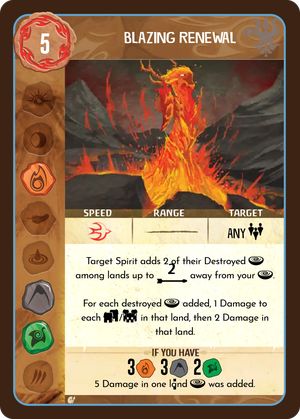 5
BLAZING RENEWAL
SPEED RANGE TARGET
ANY
Target Spirit adds 2 of their Destroyed
among lands up to 2 away from your .
For each destroyed added, 1 Damage to
each / in that land, then 2 Damage in
that land.
IF YOU HAVE
3 3 2
5 Damage in one land was added.